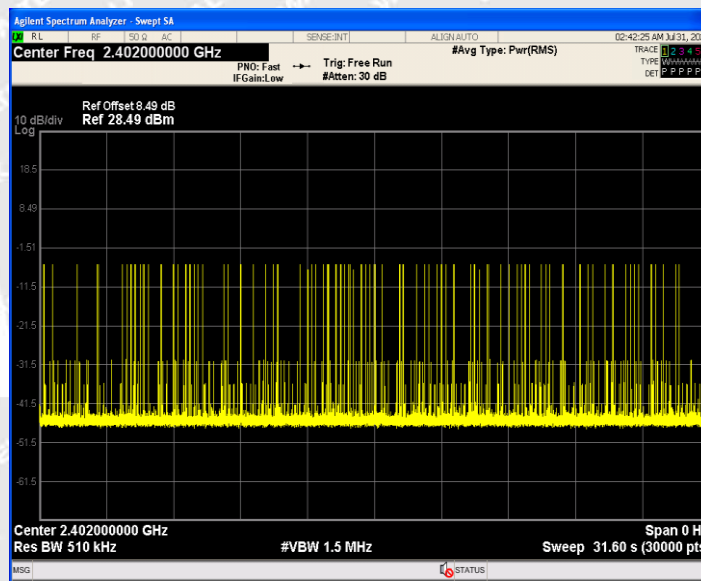 Agilent Spectrum Analyzer - Swept SA
LXI RL RF 50 Ω AC SENSE:INT ALIGN AUTO 02:42:25 AM Jul 31, 20
Center Freq 2.402000000 GHz
PNO: Fast
IFGain:Low
Trig: Free Run
#Atten: 30 dB
#Avg Type: Pwr(RMS)
TRACE 1 2 3 4 5
TYPE
DET P P P P P
Ref Offset 8.49 dB
10 dB/div Ref 28.49 dBm
Log
18.5
8.49
-1.51
-11.5
-21.5
-31.5
-41.5
-51.5
-61.5
Center 2.402000000 GHz Span 0 H
Res BW 510 kHz #VBW 1.5 MHz Sweep 31.60 s (30000 pts
MSG STATUS